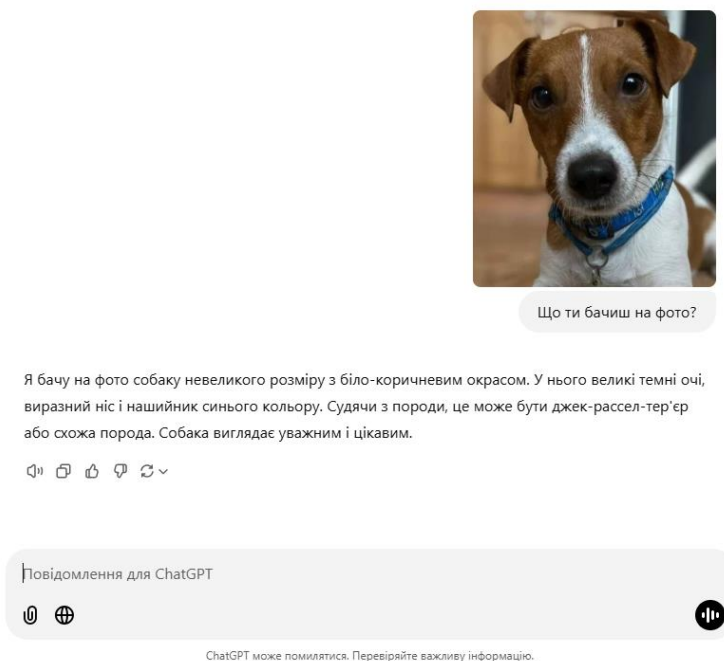 Що ти бачиш на фото?
Я бачу на фото собаку невеликого розміру з біло-коричневим окрасом. У нього великі темні очі,
виразний ніс і нашийник синього кольору. Судячи з породи, це може бути джек-рассел-тер'єр
або схожа порода. Собака виглядає уважним і цікавим.
Повідомлення для ChatGPT
ChatGPT може помилятися. Перевіряйте важливу інформацію.